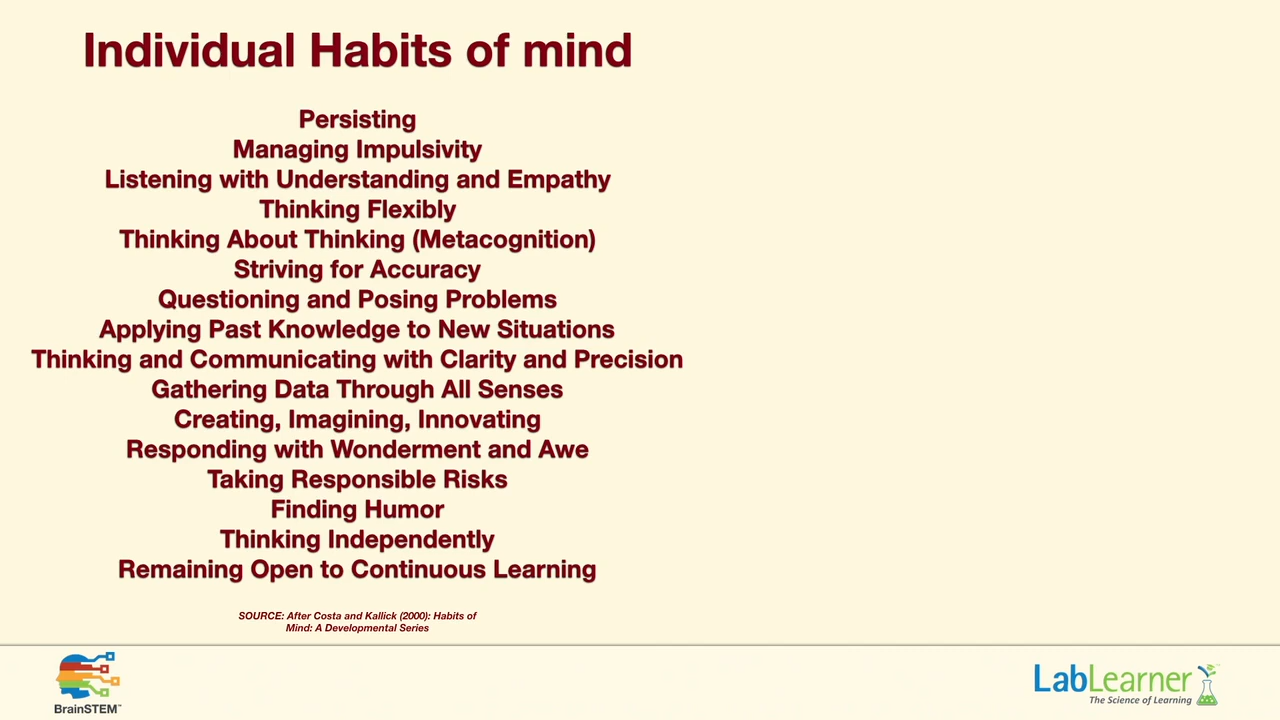 Individual Habits of mind
Persisting
Managing Impulsivity
Listening with Understanding and Empathy
Thinking Flexibly
Thinking About Thinking (Metacognition)
Striving for Accuracy
Questioning and Posing Problems
Applying Past Knowledge to New Situations
Thinking and Communicating with Clarity and Precision
Gathering Data Through All Senses
Creating, Imagining, Innovating
Responding with Wonderment and Awe
Taking Responsible Risks
Finding Humor
Thinking Independently
Remaining Open to Continuous Learning
SOURCE: After Costa and Kallick (2000): Habits of
Mind: A Developmental Series
BrainSTEM™
LabLearner™
The Science of Learning